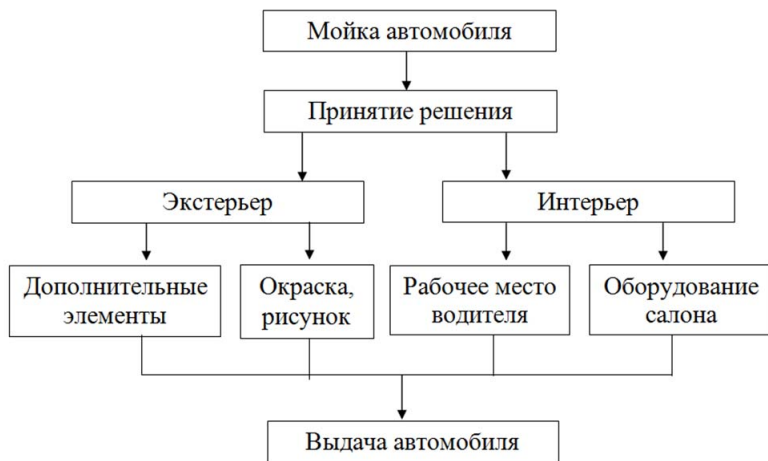 Мойка автомобиля
Принятие решения
Экстерьер
Интерьер
Дополнительные
элементы
Окраска,
рисунок
Рабочее место
водителя
Оборудование
салона
Выдача автомобиля